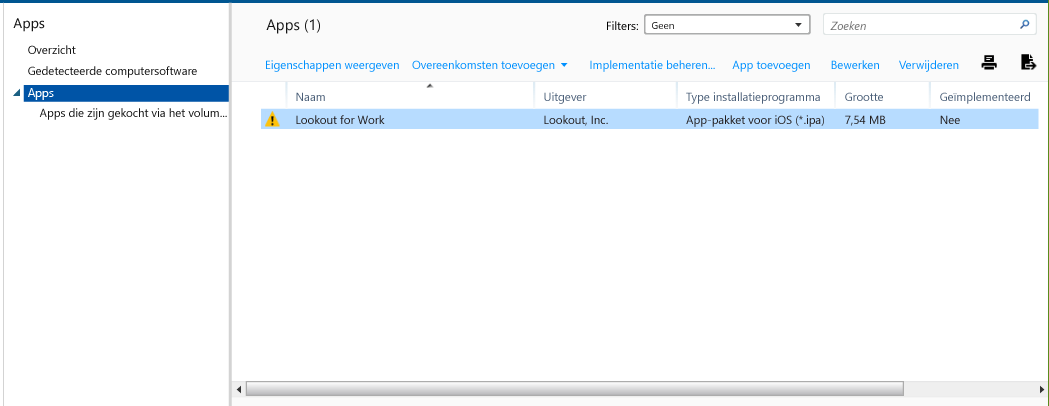 Apps
Overzicht
Gedetecteerde computersoftware
Apps
Apps die zijn gekocht via het volum...
Apps (1)
Filters: Geen
Zoeken
Eigenschappen weergeven Overeenkomsten toevoegen Implementatie beheren... App toevoegen Bewerken Verwijderen
Naam Uitgever Type installatieprogramma Grootte Geïmplementeerd
Lookout for Work Lookout, Inc. App-pakket voor iOS (*.ipa) 7,54 MB Nee